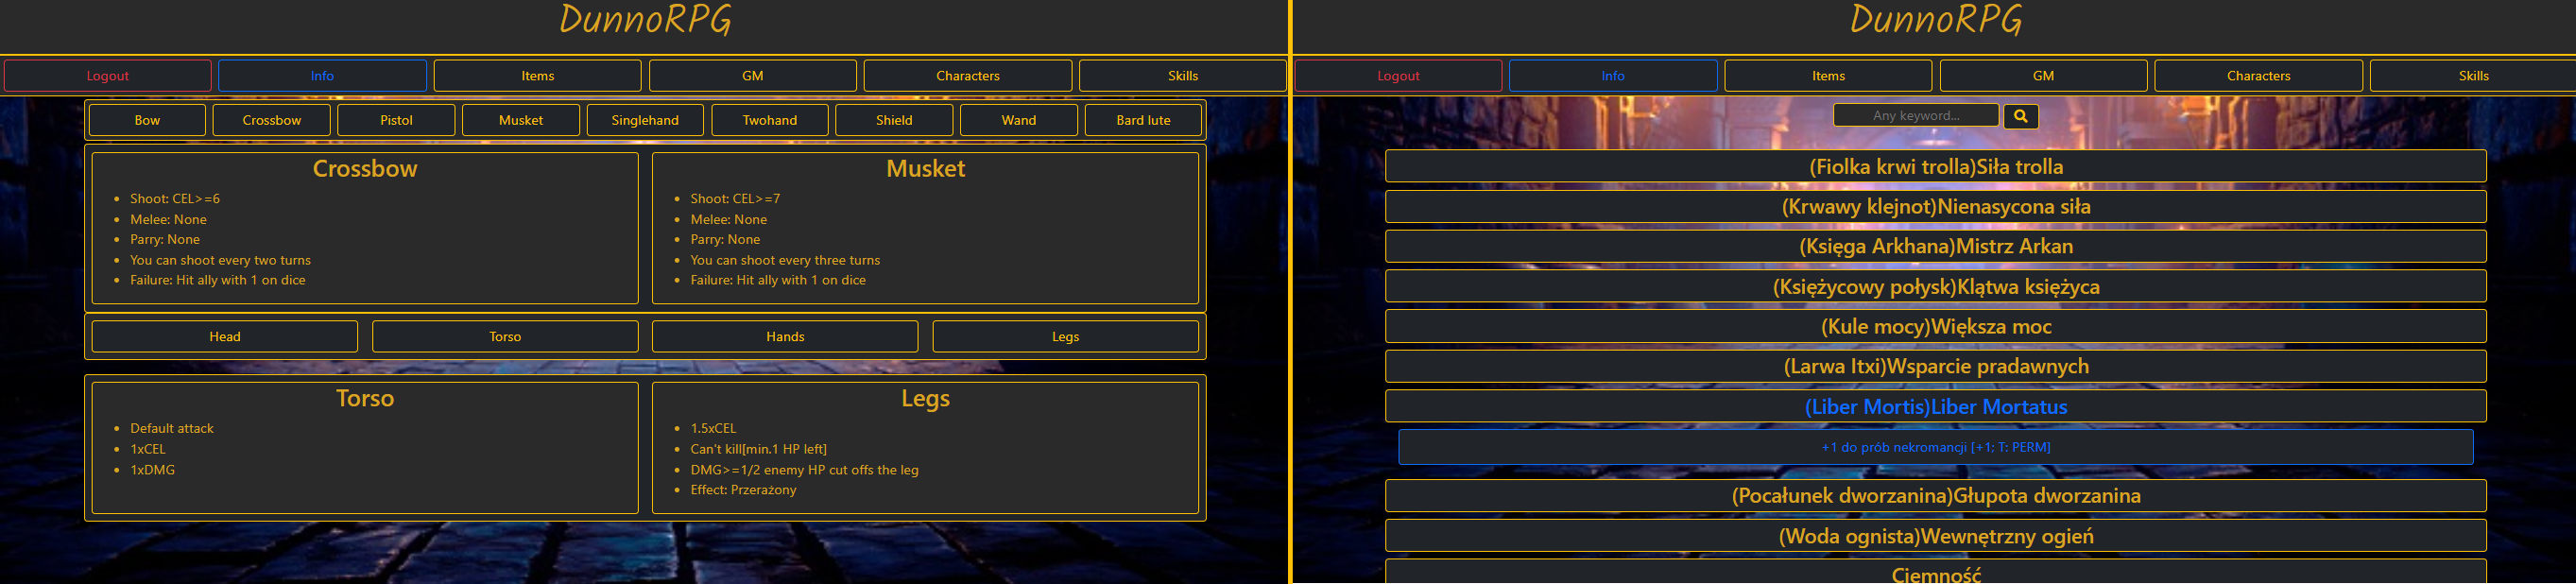 DunnoRPG
Logout Info Items GM Characters Skills
Bow Crossbow Pistol Musket Singlehand Twohand Shield Wand Bard lute
Crossbow
Shoot: CEL>=6
Melee: None
Parry: None
You can shoot every two turns
Failure: Hit ally with 1 on dice
Musket
Shoot: CEL>=7
Melee: None
Parry: None
You can shoot every three turns
Failure: Hit ally with 1 on dice
Head Torso Hands Legs
Torso
Default attack
1xCEL
1xDMG
Legs
1.5xCEL
Can't kill[min.1 HP left]
DMG>=1/2 enemy HP cut offs the leg
Effect: Przerażony
DunnoRPG
Logout Info Items GM Characters Skills
Any keyword...
(Fiolka krwi trolla)Siła trolla
(Krwawy klejnot)Nienasycona siła
(Księga Arkhana)Mistrz Arkan
(Księżycowy połysk)Klątwa księżyca
(Kule mocy)Większa moc
(Larwa Itxi)Wsparcie pradawnych
(Liber Mortis)Liber Mortatus
+1 do prób nekromancji [+1; T: PERM]
(Pocałunek dworzanina)Głupota dworzanina
(Woda ognista)Wewnętrzny ogień
Ciemność